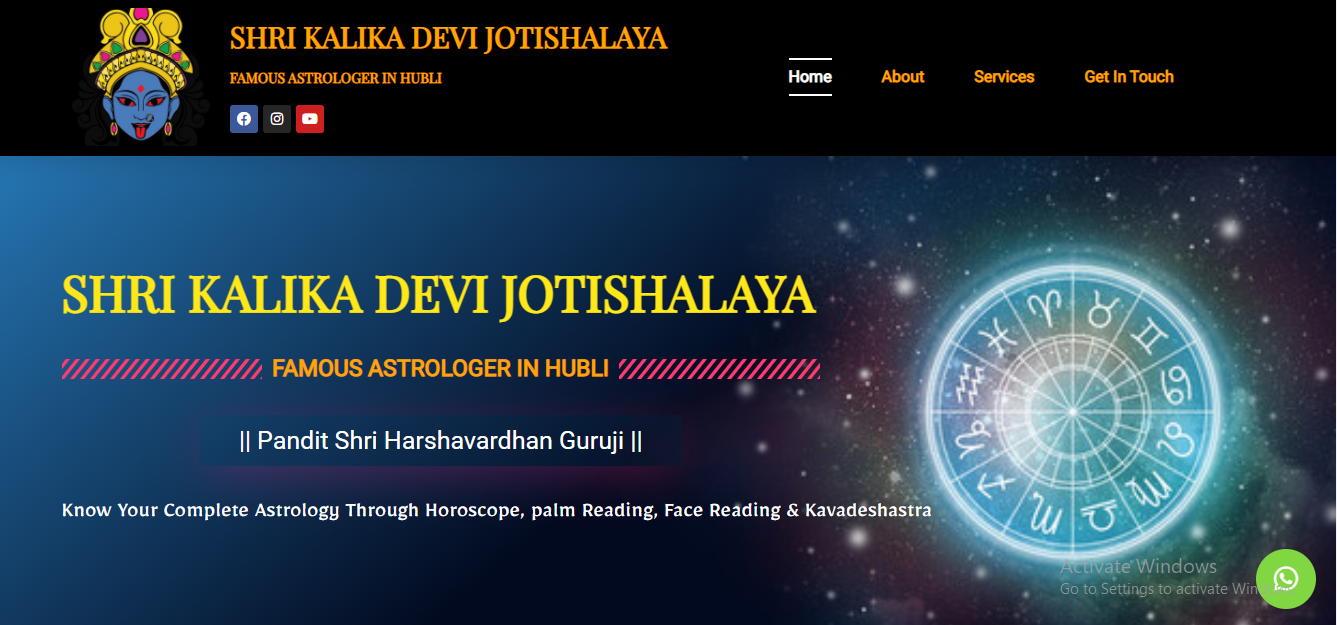 SHRI KALIKA DEVI JOTISHALAYA
FAMOUS ASTROLOGER IN HUBLI
Home About Services Get In Touch
SHRI KALIKA DEVI JOTISHALAYA
FAMOUS ASTROLOGER IN HUBLI
|| Pandit Shri Harshavardhan Guruji ||
Know Your Complete Astrology Through Horoscope, palm Reading, Face Reading & Kavadeshastra
Activate Windows
Go to Settings to activate